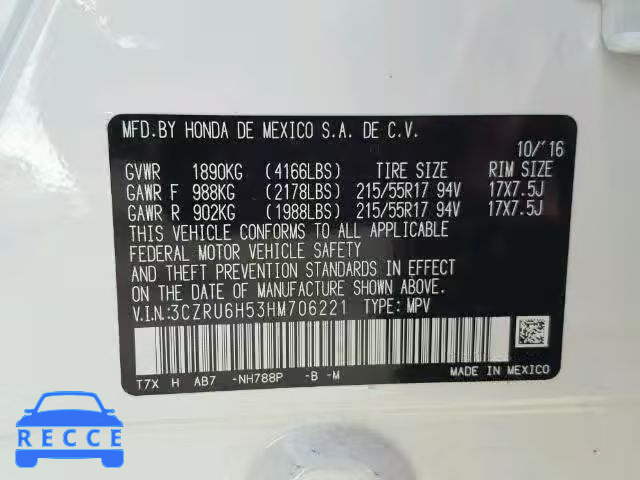 MFD.BY HONDA DE MEXICO S.A. DE C.V.
10/'16
GVWR 1890KG (4166LBS) TIRE SIZE RIM SIZE
GAWR F 988KG (2178LBS) 215/55R17 94V 17X7.5J
GAWR R 902KG (1988LBS) 215/55R17 94V 17X7.5J
THIS VEHICLE CONFORMS TO ALL APPLICABLE
FEDERAL MOTOR VEHICLE SAFETY
AND THEFT PREVENTION STANDARDS IN EFFECT
ON THE DATE OF MANUFACTURE SHOWN ABOVE.
V.I.N.:3CZRU6H53HM706221 TYPE: MPV
T7X H AB7 -NH788P -B -M
MADE IN MEXICO
RECCE